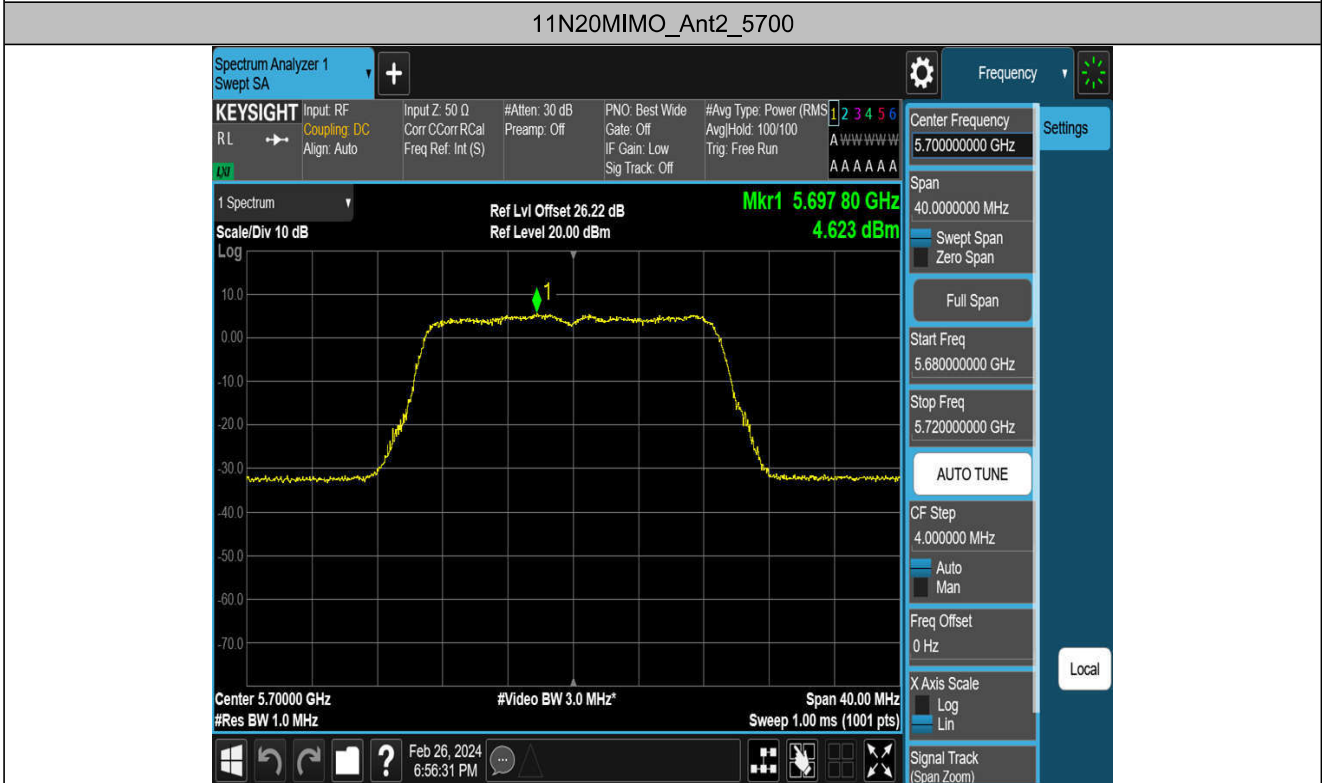 11N20MIMO_Ant2_5700
Spectrum Analyzer 1
Swept SA
Frequency
KEYSIGHT
R L
LXI
Input: RF
Coupling: DC
Align: Auto
Input Z: 50 Ω
Corr CCorr RCal
Freq Ref: Int (S)
#Atten: 30 dB
Preamp: Off
PNO: Best Wide
Gate: Off
IF Gain: Low
Sig Track: Off
#Avg Type: Power (RMS
Avg|Hold: 100/100
Trig: Free Run
1 2 3 4 5 6
A W W W W W
A A A A A A
Center Frequency
5.700000000 GHz
Settings
1 Spectrum
Scale/Div 10 dB
Log
Ref Lvl Offset 26.22 dB
Ref Level 20.00 dBm
Mkr1 5.697 80 GHz
4.623 dBm
1
10.0
0.00
-10.0
-20.0
-30.0
-40.0
-50.0
-60.0
-70.0
Center 5.70000 GHz
#Res BW 1.0 MHz
#Video BW 3.0 MHz*
Span 40.00 MHz
Sweep 1.00 ms (1001 pts)
Span
40.0000000 MHz
Swept Span
Zero Span
Full Span
Start Freq
5.680000000 GHz
Stop Freq
5.720000000 GHz
AUTO TUNE
CF Step
4.000000 MHz
Auto
Man
Freq Offset
0 Hz
X Axis Scale
Log
Lin
Signal Track
(Span Zoom)
Local
Feb 26, 2024
6:56:31 PM